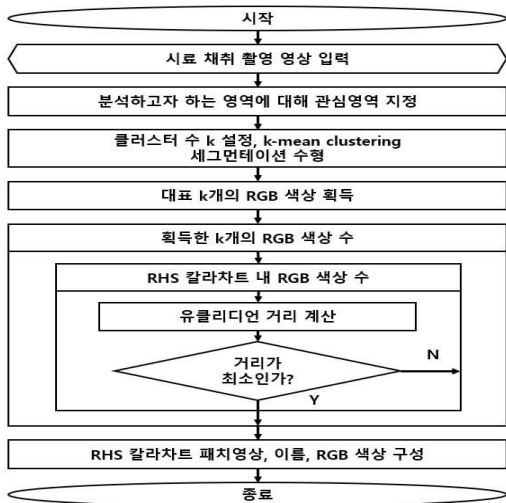 시작
시료 채취 촬영 영상 입력
분석하고자 하는 영역에 대해 관심영역 지정
클러스터 수 k 설정, k-mean clustering
세그먼테이션 수형
대표 k개의 RGB 색상 획득
획득한 k개의 RGB 색상 수
RHS 칼라차트 내 RGB 색상 수
유클리디언 거리 계산
거리가
최소인가?
N
Y
RHS 칼라차트 패치영상, 이름, RGB 색상 구성
종료